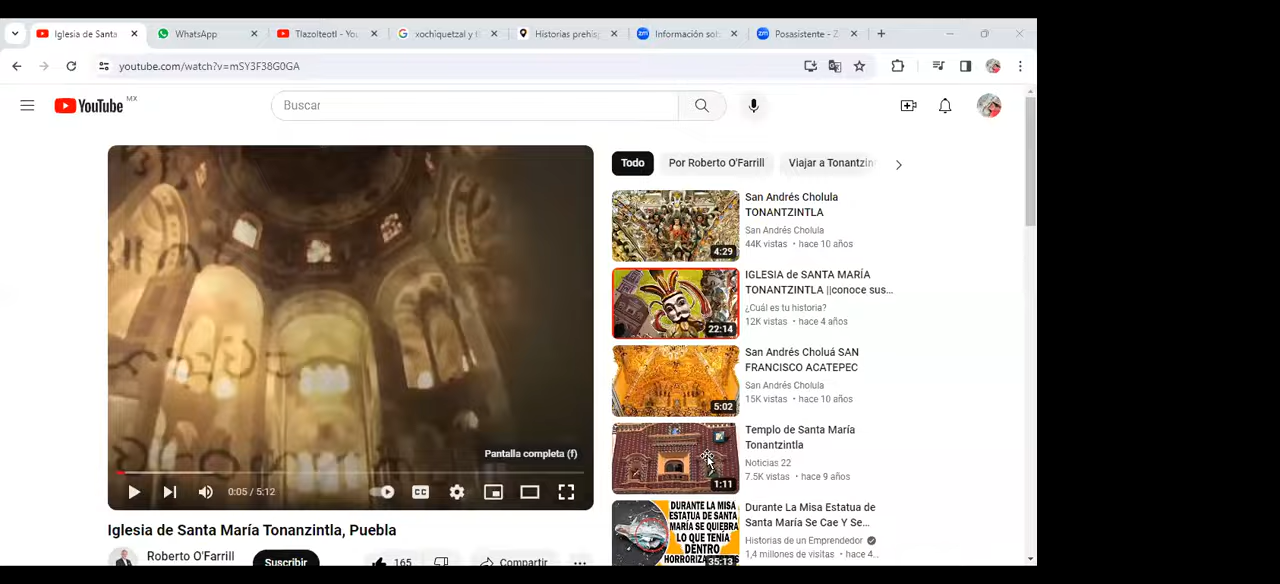 Iglesia de Santa
WhatsApp
Tlazolteotl - You
xochiquetzal y t
Historias prehis
Información sob
Posasistente - Z
youtube.com/watch?v=mSY3F38G0GA
YouTube MX
Buscar
Todo
Por Roberto O'Farrill
Viajar a Tonantzin
San Andrés Cholula
TONANTZINTLA
San Andrés Cholula
44K vistas • hace 10 años
4:29
IGLESIA de SANTA MARÍA
TONANTZINTLA ||conoce sus...
¿Cuál es tu historia?
12K vistas • hace 4 años
22:14
San Andrés Choluá SAN
FRANCISCO ACATEPEC
San Andrés Cholula
15K vistas • hace 10 años
5:02
Templo de Santa María
Tonantzintla
Noticias 22
7.5K vistas • hace 9 años
1:11
Durante La Misa Estatua de
Santa María Se Cae Y Se...
Historias de un Emprendedor
1,4 millones de visitas • hace 4..
DURANTE LA MISA
ESTATUA DE SANTA
MARÍA SE QUIEBRA
LO QUE TENÍA
DENTRO
35:13
Pantalla completa (f)
0:05 / 5:12
CC
Iglesia de Santa María Tonanzintla, Puebla
Roberto O'Farrill
Suscribir
165
Compartir